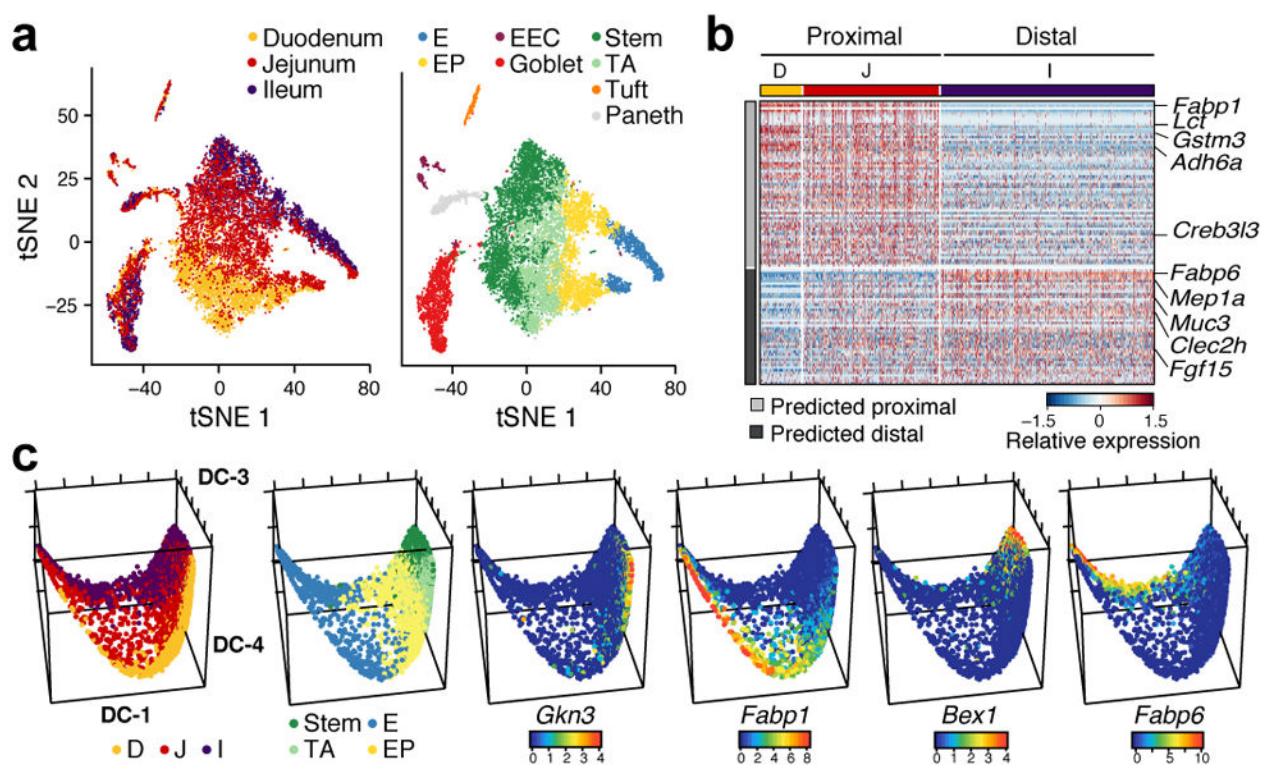 a
Duodenum
Jejunum
Ileum
E
EP
EEC
Goblet
Stem
TA
Tuft
Paneth
tSNE 2
50
25
0
−25
−40 0 40 80
tSNE 1
−40 0 40 80
tSNE 1
b
Proximal Distal
D J I
Fabp1
Lct
Gstm3
Adh6a
Creb3l3
Fabp6
Mep1a
Muc3
Clec2h
Fgf15
Predicted proximal
Predicted distal
−1.5 0 1.5
Relative expression
c
DC-3
DC-4
DC-1
D J I
Stem E
TA EP
Gkn3
0 1 2 3 4
Fabp1
0 2 4 6 8
Bex1
0 1 2 3 4
Fabp6
0 5 10